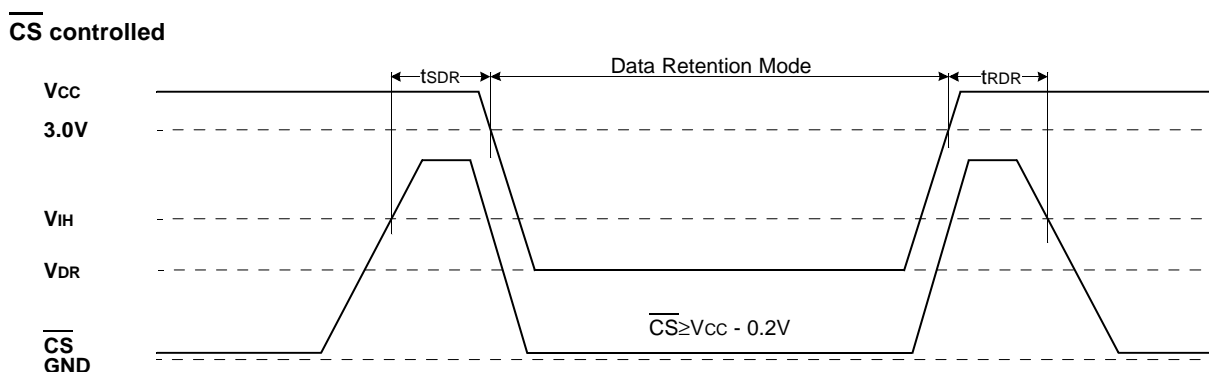 CS controlled
tSDR
Data Retention Mode
tRDR
VCC
3.0V
VIH
VDR
CS≥VCC - 0.2V
CS
GND